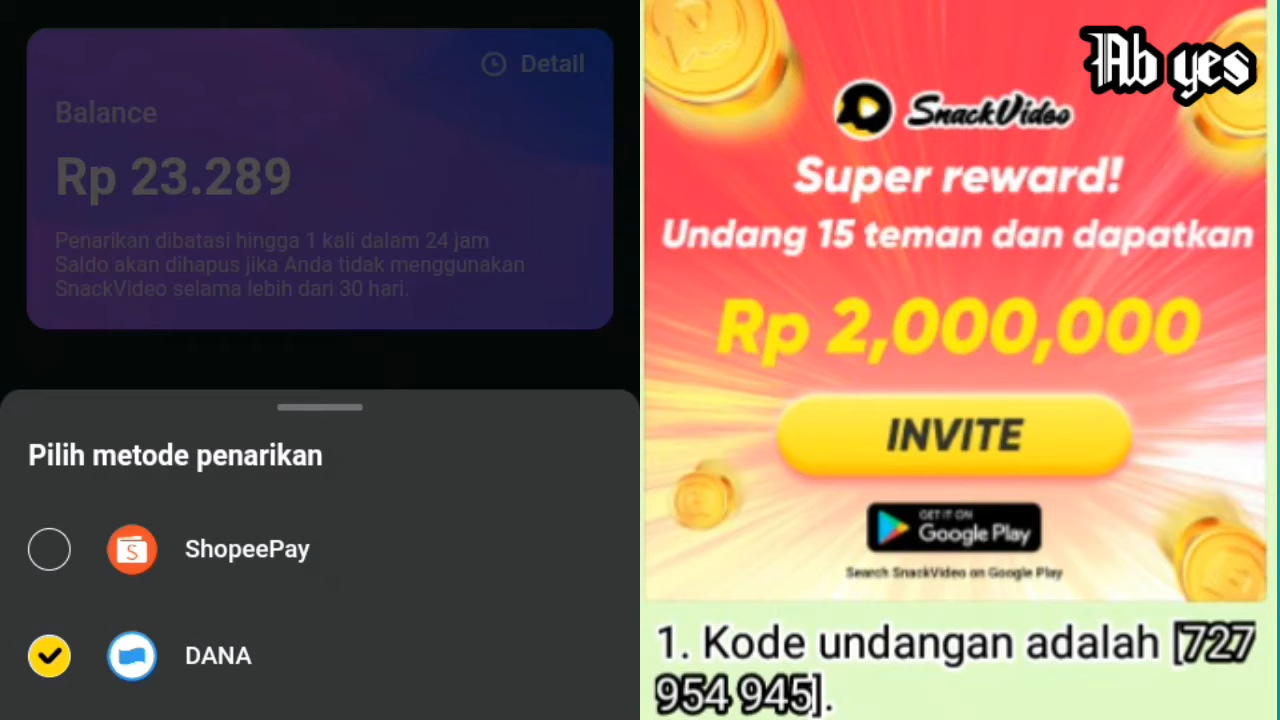 Detail
Balance
Rp 23.289
Penarikan dibatasi hingga 1 kali dalam 24 jam
Saldo akan dihapus jika Anda tidak menggunakan
SnackVideo selama lebih dari 30 hari.
Pilih metode penarikan
ShopeePay
DANA
Ab yes
SnackVideo
Super reward!
Undang 15 teman dan dapatkan
Rp 2,000,000
INVITE
GET IT ON
Google Play
Search SnackVideo on Google Play
1. Kode undangan adalah [727
954 945].